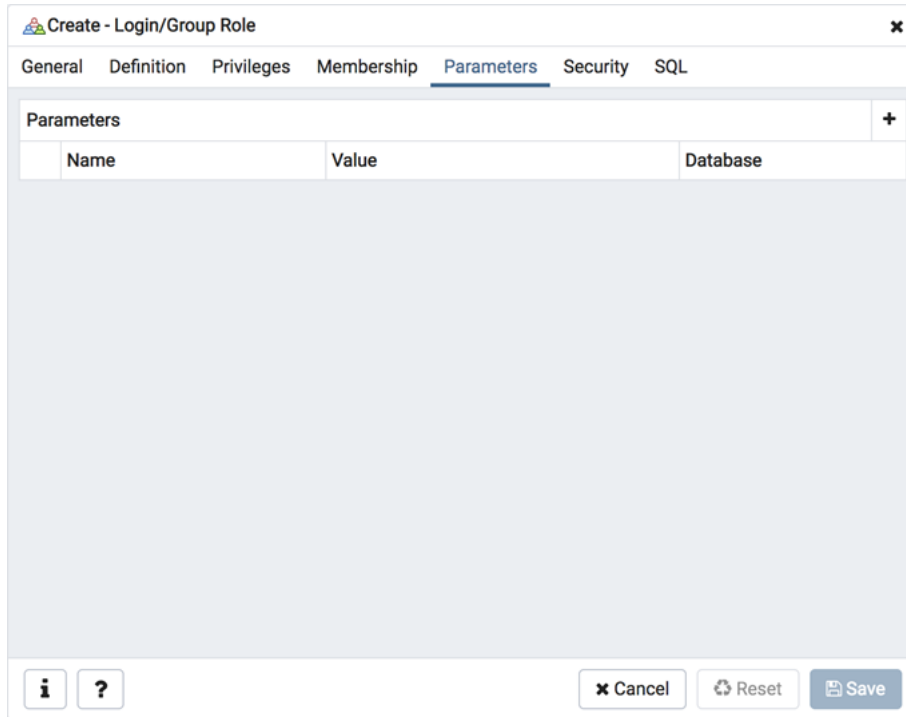 Create - Login/Group Role
General Definition Privileges Membership Parameters Security SQL
Parameters
Name Value Database
i ? Cancel Reset Save